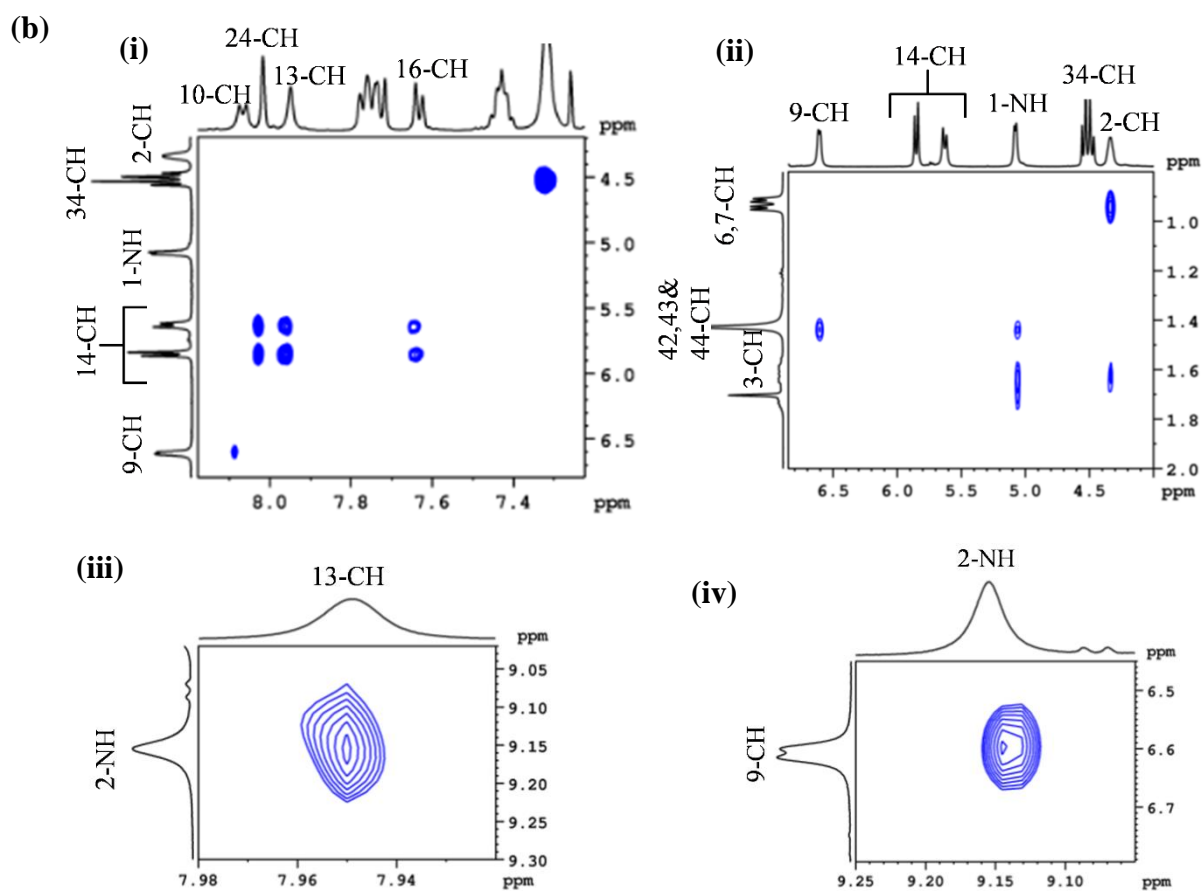 (b)
(i)
24-CH
10-CH
13-CH
16-CH
ppm
2-CH
34-CH
1-NH
14-CH
9-CH
4.5
5.0
5.5
6.0
6.5
8.0 7.8 7.6 7.4 ppm
(ii)
14-CH
34-CH
9-CH
1-NH
2-CH
ppm
6,7-CH
42,43&
44-CH
3-CH
1.0
1.2
1.4
1.6
1.8
2.0
6.5 6.0 5.5 5.0 4.5 ppm
(iii)
13-CH
ppm
2-NH
9.05
9.10
9.15
9.20
9.25
9.30
7.98 7.96 7.94 ppm
(iv)
2-NH
ppm
9-CH
6.5
6.6
6.7
9.25 9.20 9.15 9.10 ppm